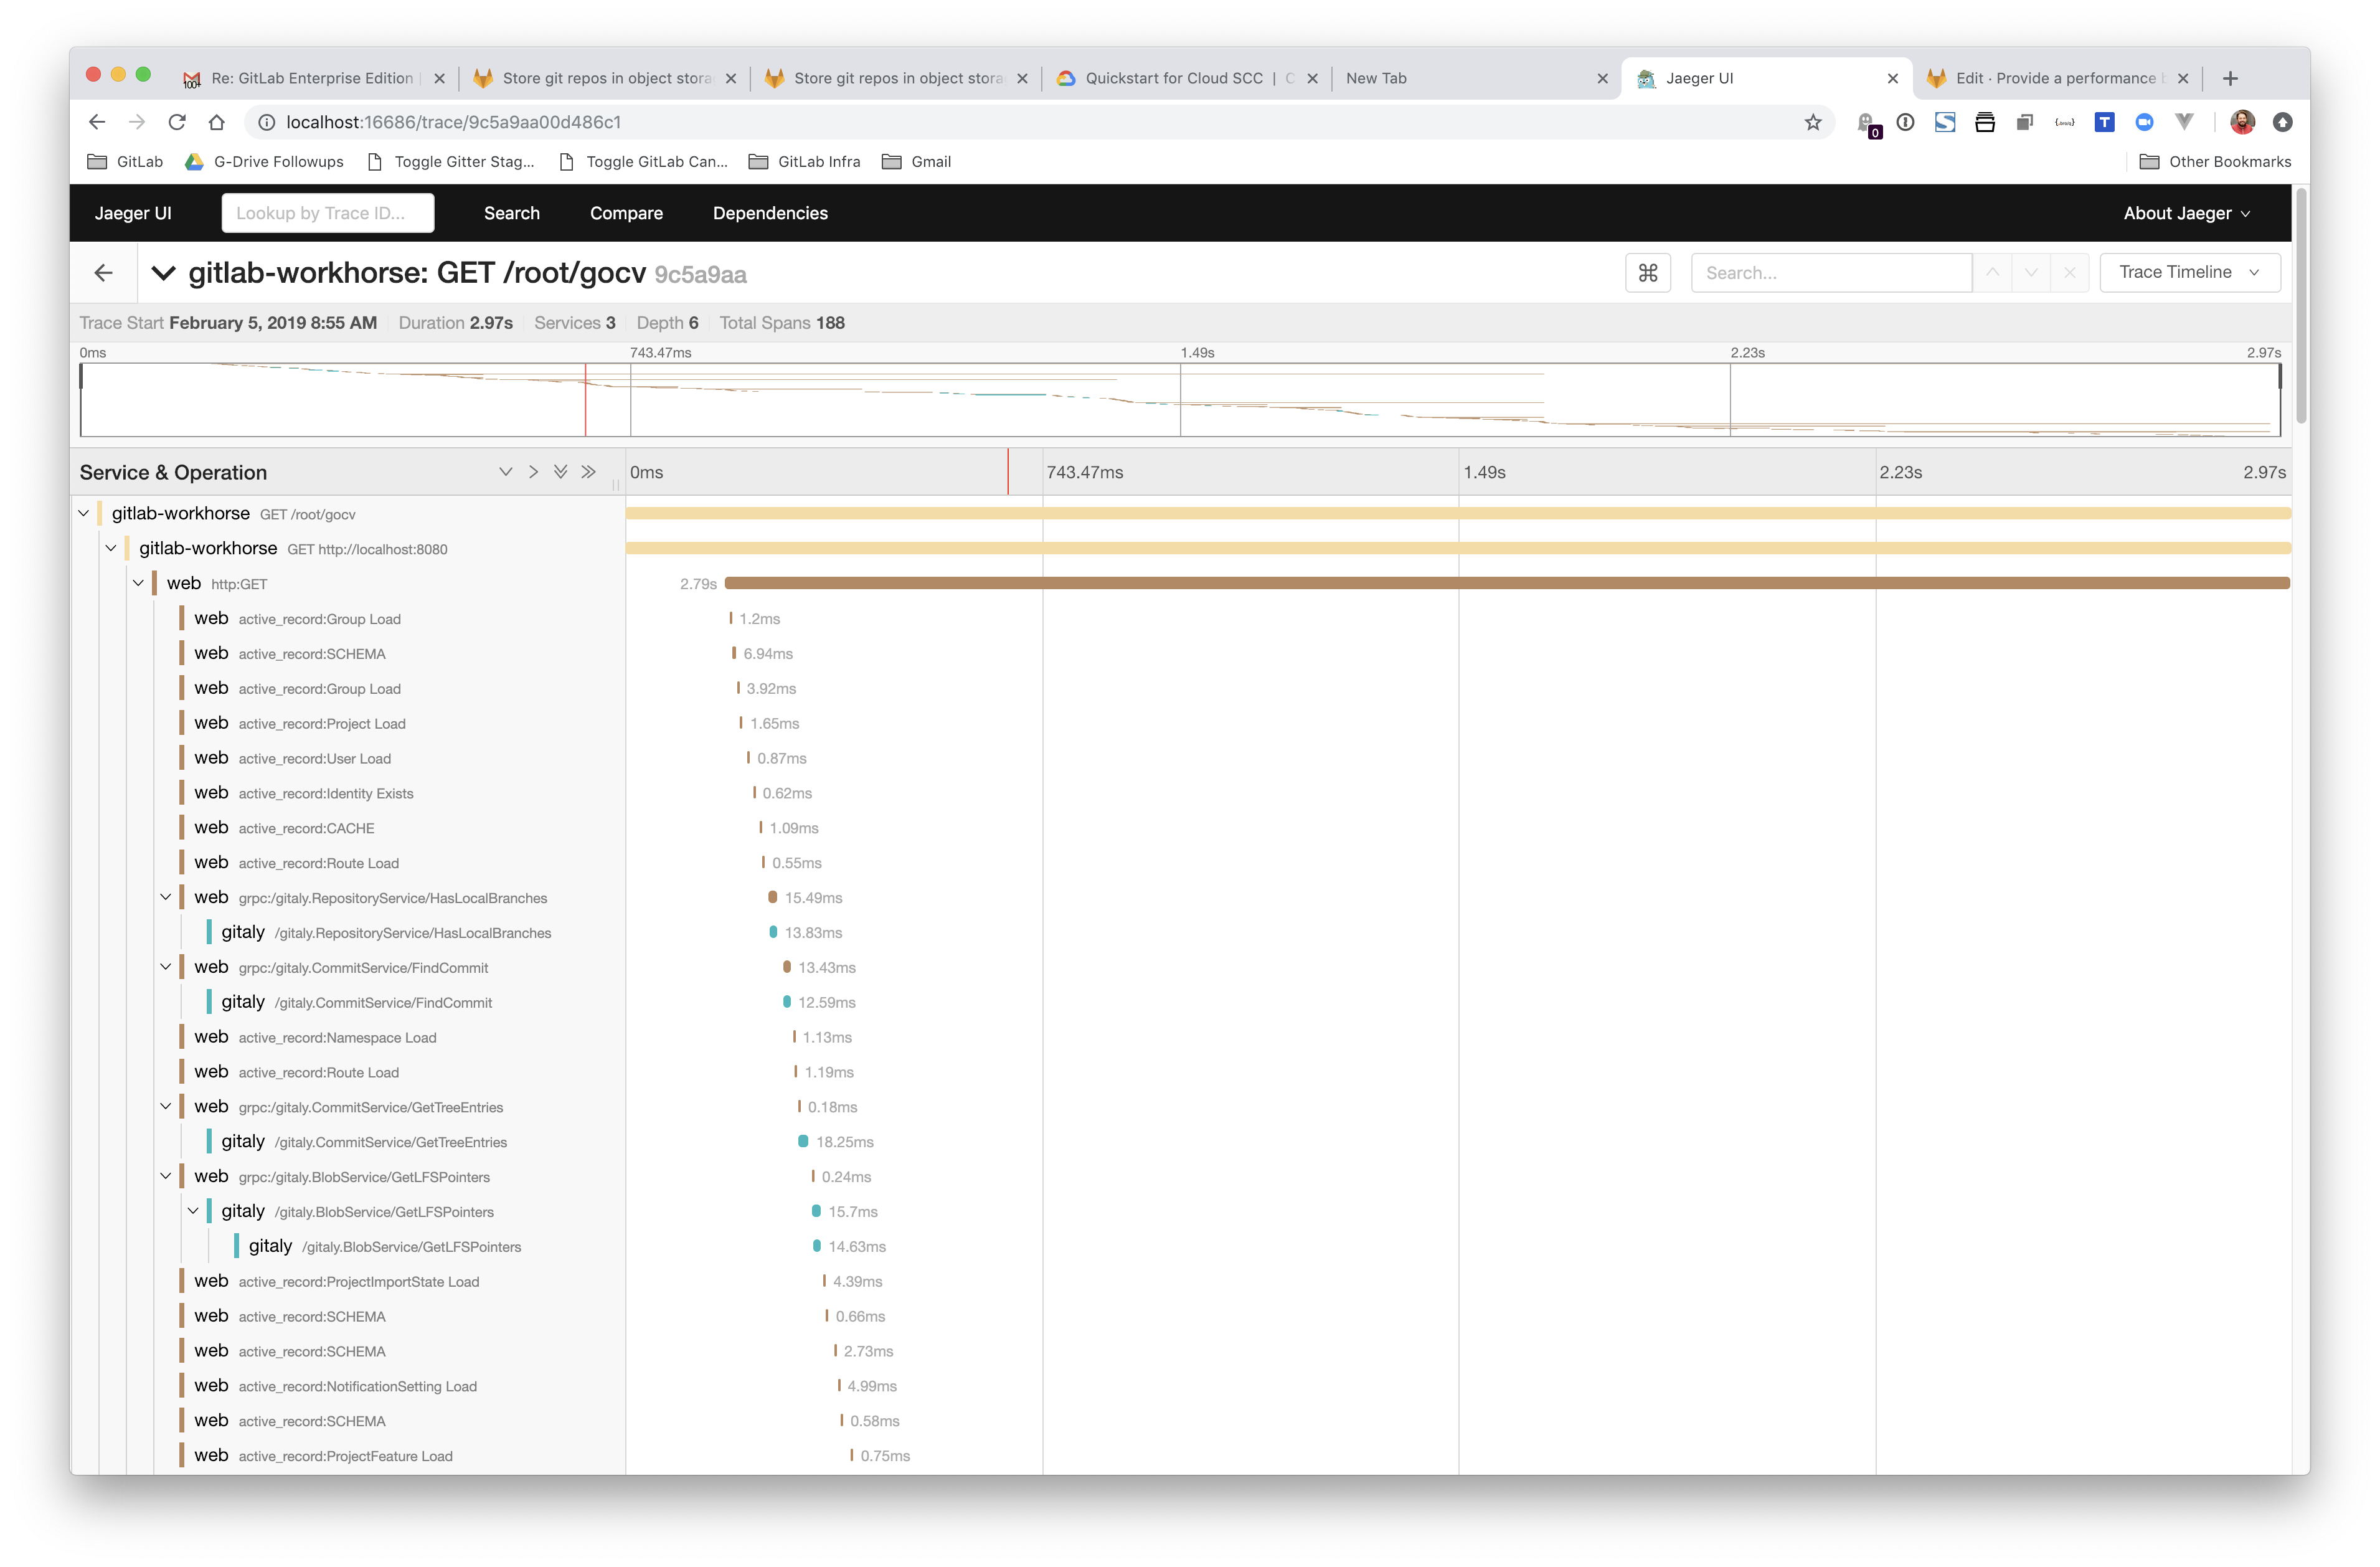 Re: GitLab Enterprise Edition
Store git repos in object stora
Store git repos in object stora
Quickstart for Cloud SCC | C
New Tab
Jaeger UI
Edit · Provide a performance b
100+
localhost:16686/trace/9c5a9aa00d486c1
0
T
GitLab
G-Drive Followups
Toggle Gitter Stag...
Toggle GitLab Can...
GitLab Infra
Gmail
Other Bookmarks
Jaeger UI
Lookup by Trace ID...
Search
Compare
Dependencies
About Jaeger
gitlab-workhorse: GET /root/gocv 9c5a9aa
⌘
Search...
Trace Timeline
Trace Start February 5, 2019 8:55 AM Duration 2.97s Services 3 Depth 6 Total Spans 188
0ms 743.47ms 1.49s 2.23s 2.97s
Service & Operation 0ms 743.47ms 1.49s 2.23s 2.97s
gitlab-workhorse GET /root/gocv
gitlab-workhorse GET http://localhost:8080
web http:GET 2.79s
web active_record:Group Load 1.2ms
web active_record:SCHEMA 6.94ms
web active_record:Group Load 3.92ms
web active_record:Project Load 1.65ms
web active_record:User Load 0.87ms
web active_record:Identity Exists 0.62ms
web active_record:CACHE 1.09ms
web active_record:Route Load 0.55ms
web grpc:/gitaly.RepositoryService/HasLocalBranches 15.49ms
gitaly /gitaly.RepositoryService/HasLocalBranches 13.83ms
web grpc:/gitaly.CommitService/FindCommit 13.43ms
gitaly /gitaly.CommitService/FindCommit 12.59ms
web active_record:Namespace Load 1.13ms
web active_record:Route Load 1.19ms
web grpc:/gitaly.CommitService/GetTreeEntries 0.18ms
gitaly /gitaly.CommitService/GetTreeEntries 18.25ms
web grpc:/gitaly.BlobService/GetLFSPointers 0.24ms
gitaly /gitaly.BlobService/GetLFSPointers 15.7ms
gitaly /gitaly.BlobService/GetLFSPointers 14.63ms
web active_record:ProjectImportState Load 4.39ms
web active_record:SCHEMA 0.66ms
web active_record:SCHEMA 2.73ms
web active_record:NotificationSetting Load 4.99ms
web active_record:SCHEMA 0.58ms
web active_record:ProjectFeature Load 0.75ms